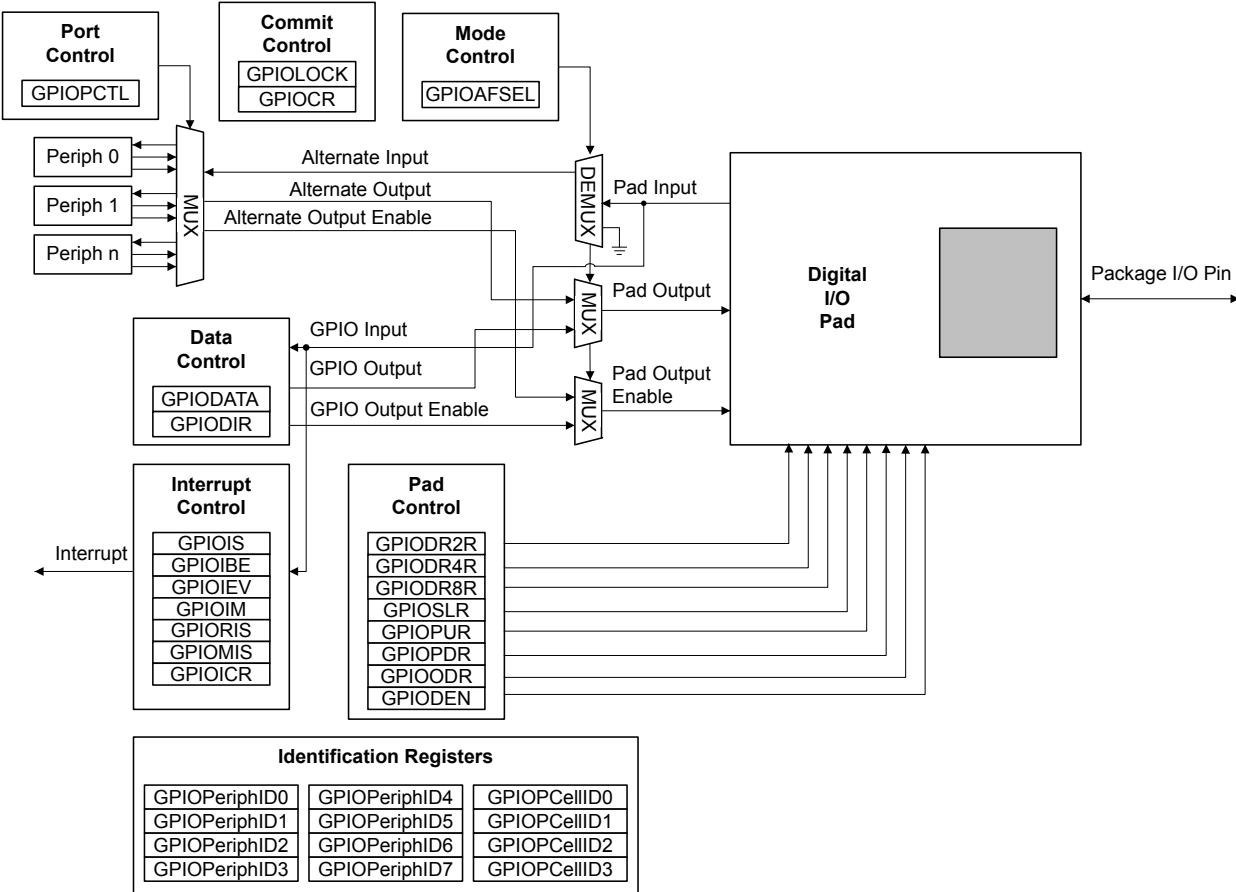 Port
Control
GPIOPCTL
Commit
Control
GPIOLOCK
GPIOCR
Mode
Control
GPIOAFSEL
Periph 0
Periph 1
Periph n
MUX
Alternate Input
Alternate Output
Alternate Output Enable
DEMUX
Pad Input
MUX
Pad Output
MUX
Pad Output
Enable
Digital
I/O
Pad
Package I/O Pin
Data
Control
GPIODATA
GPIODIR
GPIO Input
GPIO Output
GPIO Output Enable
Interrupt
Interrupt
Control
GPIOIS
GPIOIBE
GPIOIEV
GPIOIM
GPIORIS
GPIOMIS
GPIOICR
Pad
Control
GPIODR2R
GPIODR4R
GPIODR8R
GPIOSLR
GPIOPUR
GPIOPDR
GPIOODR
GPIODEN
Identification Registers
GPIOPeriphID0
GPIOPeriphID1
GPIOPeriphID2
GPIOPeriphID3
GPIOPeriphID4
GPIOPeriphID5
GPIOPeriphID6
GPIOPeriphID7
GPIOPCellID0
GPIOPCellID1
GPIOPCellID2
GPIOPCellID3